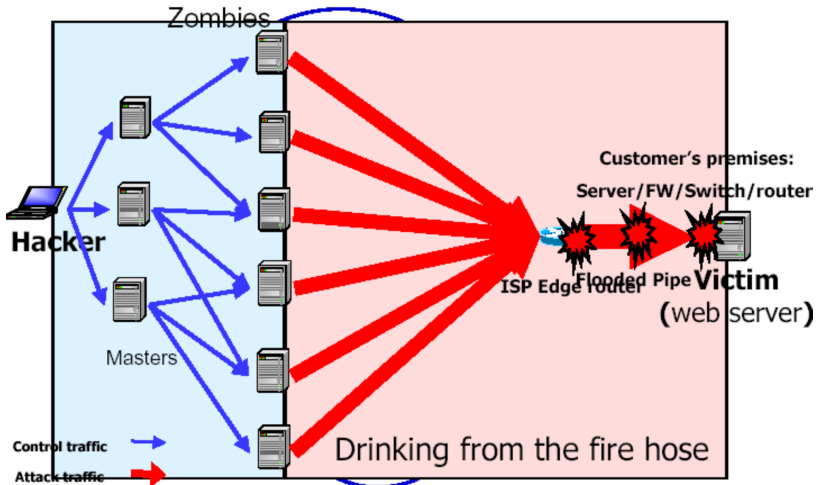 Zombies
Customer's premises:
Server/FW/Switch/router
Hacker
ISP Edge router
Flooded Pipe
Victim
(web server)
Masters
Control traffic
Attack traffic
Drinking from the fire hose